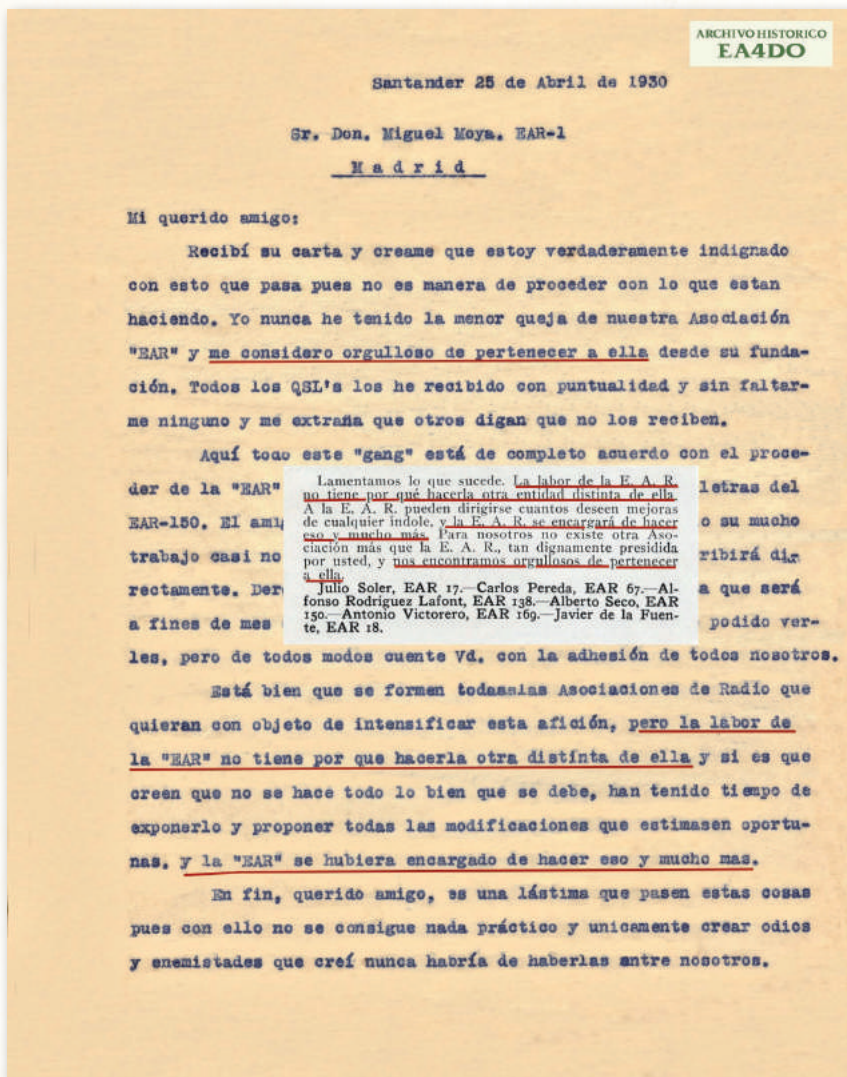 ARCHIVO HISTORICO
EA4DO
Santander 25 de Abril de 1930
Sr. Don. Miguel Moya. EAR-1
Madrid
Mi querido amigo:
Recibí su carta y creame que estoy verdaderamente indignado
con esto que pasa pues no es manera de proceder con lo que estan
haciendo. Yo nunca he tenido la menor queja de nuestra Asociación
"EAR" y me considero orgulloso de pertenecer a ella desde su funda-
ción. Todos los QSL's los he recibido con puntualidad y sin faltar-
me ninguno y me extraña que otros digan que no los reciben.
Aquí todo este "gang" está de completo acuerdo con el proce-
der de la "EAR" letras del
EAR-150. El o su mucho
trabajo casi no ribirá di
rectamente. a que será
a fines de mes podido ver-
les, pero de todos modos cuente Vd. con la adhesión de todos nosotros.
Lamentamos lo que sucede. La labor de la E. A. R.
no tiene por qué hacerla otra entidad distinta de ella.
A la E. A. R. pueden dirigirse cuantos deseen mejoras
de cualquier índole, y la E. A. R. se encargará de hacer
eso y mucho más. Para nosotros no existe otra Aso-
ciación más que la E. A. R., tan dignamente presidida
por usted, y nos encontramos orgullosos de pertenecer
a ella.
Julio Soler, EAR 17.—Carlos Pereda, EAR 67.—Al-
fonso Rodríguez Lafont, EAR 138.—Alberto Seco, EAR
150.—Antonio Victorero, EAR 169.—Javier de la Fuen-
te, EAR 18.
Está bien que se formen todasslas Asociaciones de Radio que
quieran con objeto de intensificar esta afición, pero la labor de
la "EAR" no tiene por que hacerla otra distinta de ella y si es que
creen que no se hace todo lo bien que se debe, han tenido tiempo de
exponerlo y proponer todas las modificaciones que estimasen oportu-
nas, y la "EAR" se hubiera encargado de hacer eso y mucho mas.
En fin, querido amigo, es una lástima que pasen estas cosas
pues con ello no se consigue nada práctico y unicamente crear odios
y enemistades que creí nunca habría de haberlas entre nosotros.